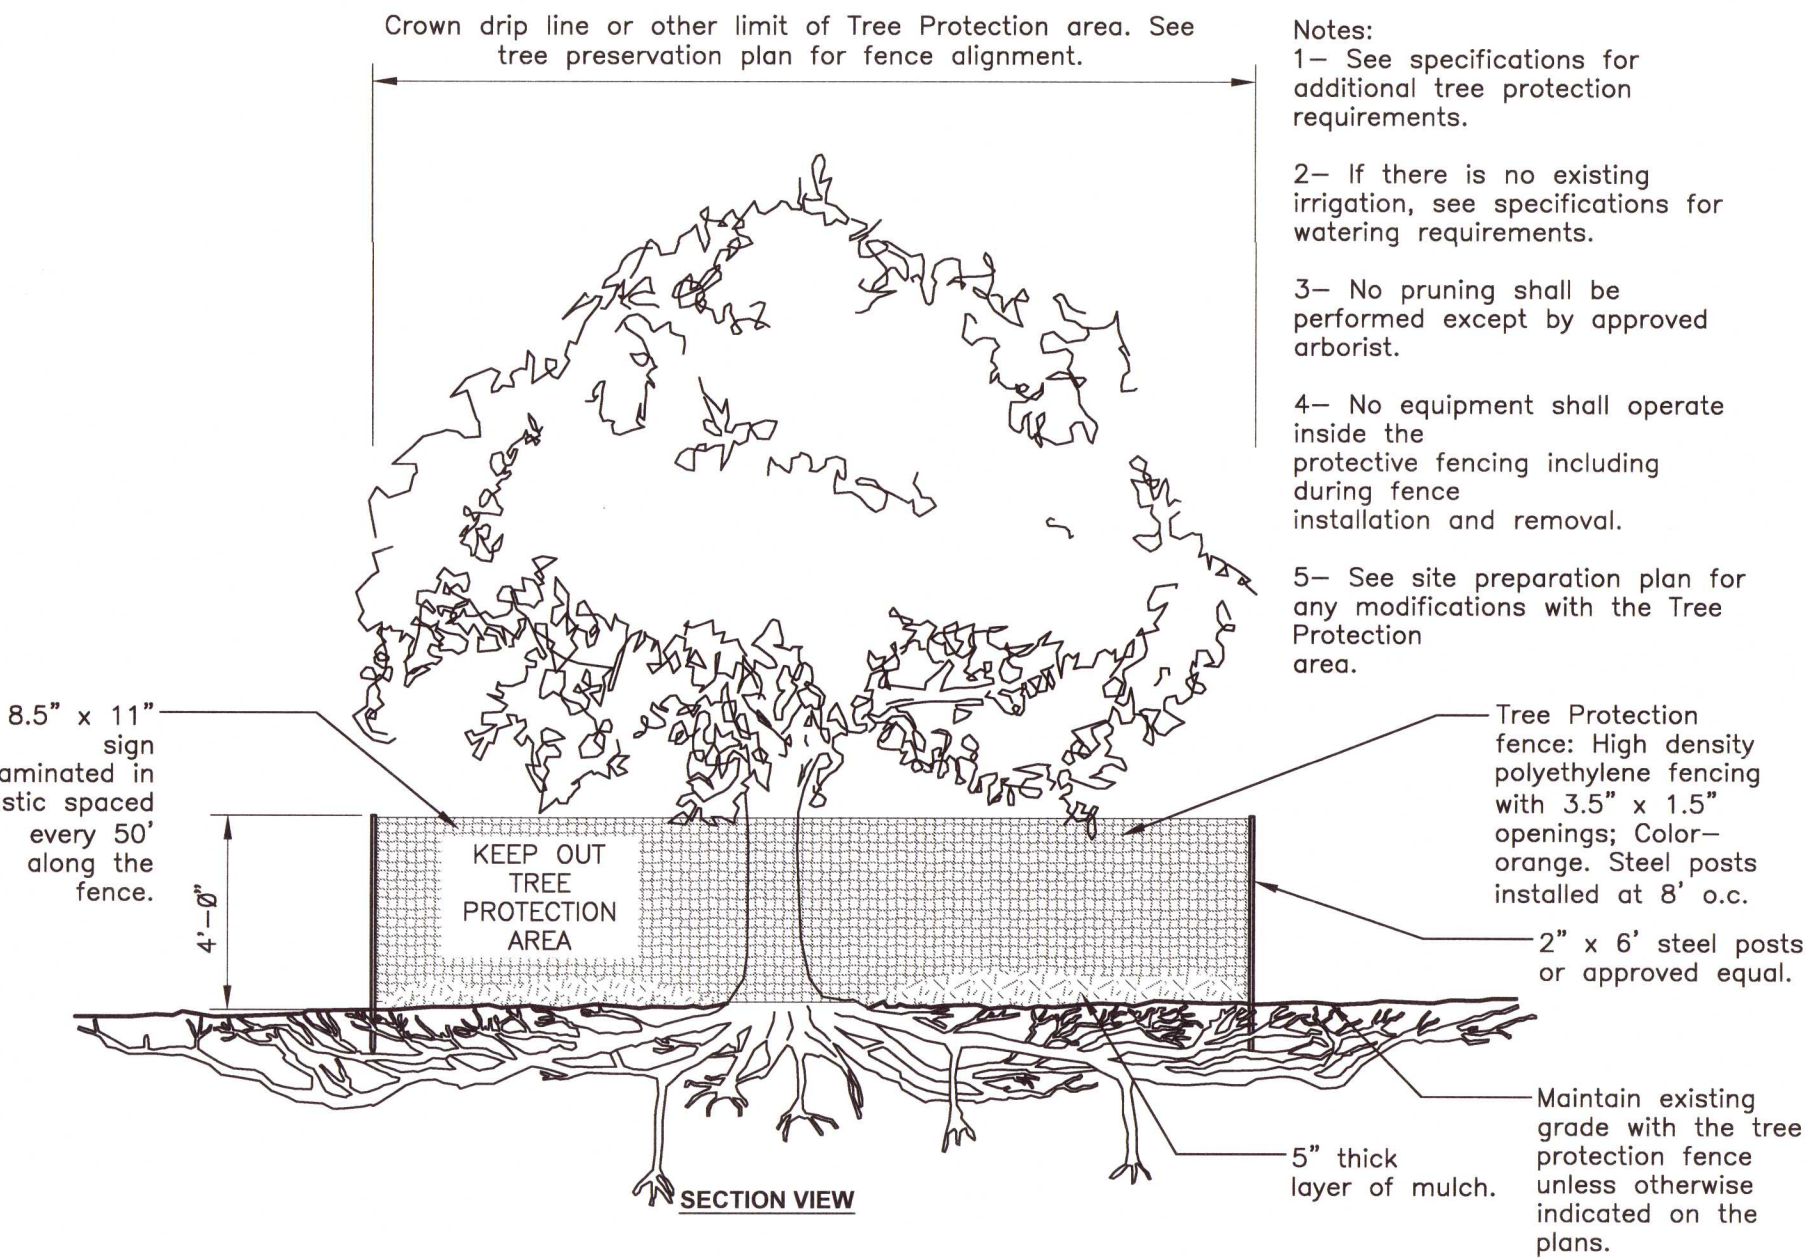 Crown drip line or other limit of Tree Protection area. See
tree preservation plan for fence alignment.
Notes:
1— See specifications for
additional tree protection
requirements.
2— If there is no existing
irrigation, see specifications for
watering requirements.
3— No pruning shall be
performed except by approved
arborist.
4— No equipment shall operate
inside the
protective fencing including
during fence
installation and removal.
5— See site preparation plan for
any modifications with the Tree
Protection
area.
8.5" x 11"
sign
aminated in
stic spaced
every 50'
along the
fence.
4'-0"
KEEP OUT
TREE
PROTECTION
AREA
Tree Protection
fence: High density
polyethylene fencing
with 3.5" x 1.5"
openings; Color—
orange. Steel posts
installed at 8' o.c.
2" x 6' steel posts
or approved equal.
5" thick
layer of mulch.
Maintain existing
grade with the tree
protection fence
unless otherwise
indicated on the
plans.
SECTION VIEW